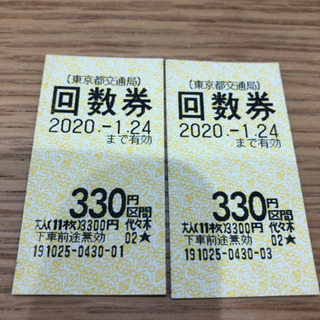 (東京都交通局)
回数券
2020.-1.24
まで有効
330円
区間
大人(11枚)3300円 代々木
下車前途無効 02★
191025-0430-01
(東京都交通局)
回数券
2020.-1.24
まで有効
330円
区間
大人(11枚)3300円 代々木
下車前途無効 02★
191025-0430-03